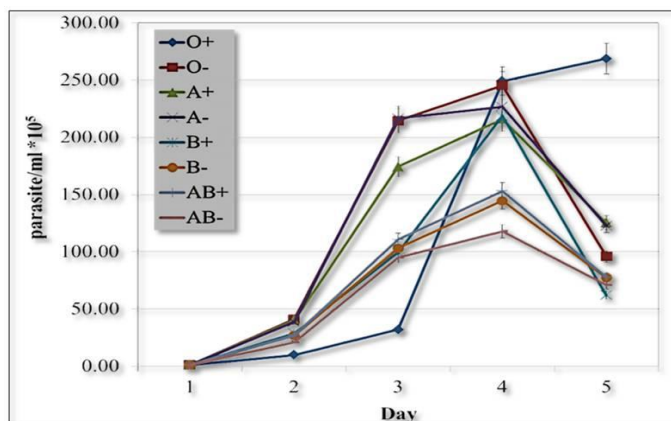 300.00
250.00
200.00
150.00
100.00
50.00
0.00
parasite/ml *10⁵
O+
O-
A+
A-
B+
B-
AB+
AB-
1 2 3 4 5
Day